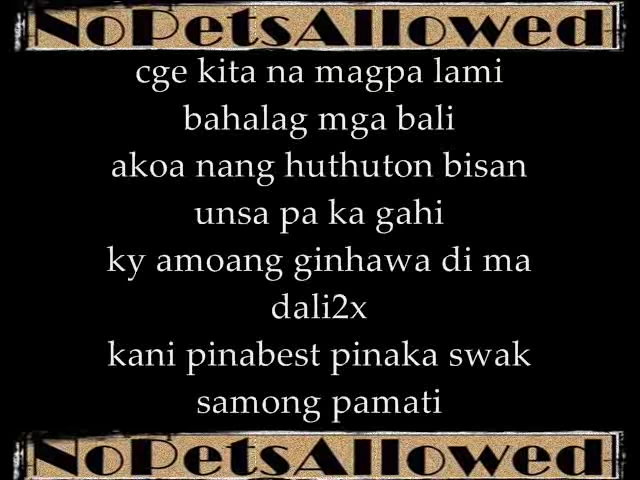 NoPetsAllowed
cge kita na magpa lami
bahalag mga bali
akoa nang huthuton bisan
unsa pa ka gahi
ky amoang ginhawa di ma
dali2x
kani pinabest pinaka swak
samong pamati
NoPetsAllowed